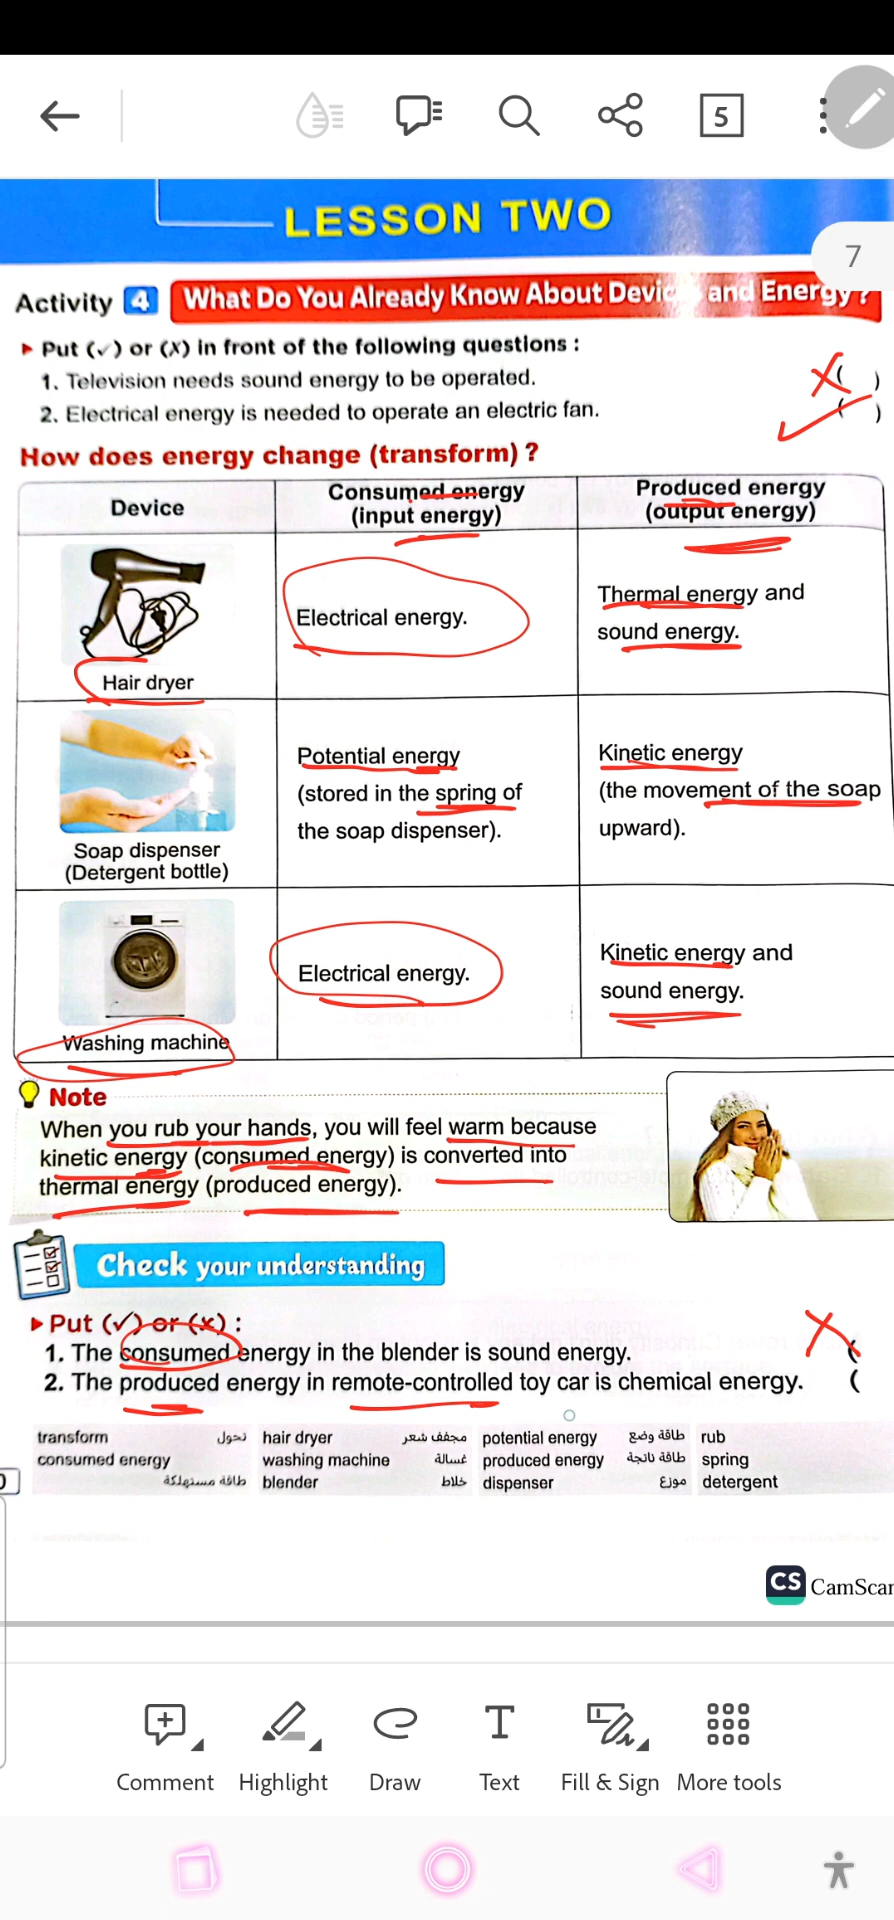 5
LESSON TWO
7
Activity 4 What Do You Already Know About Devic and Energy ?
▶ Put (✓) or (X) in front of the following questions :
1. Television needs sound energy to be operated. X( )
2. Electrical energy is needed to operate an electric fan. ✓( )
How does energy change (transform) ?
Device
Consumed energy
(input energy)
Produced energy
(output energy)
Hair dryer
Electrical energy.
Thermal energy and
sound energy.
Soap dispenser
(Detergent bottle)
Potential energy
(stored in the spring of
the soap dispenser).
Kinetic energy
(the movement of the soap
upward).
Washing machine
Electrical energy.
Kinetic energy and
sound energy.
Note
When you rub your hands, you will feel warm because
kinetic energy (consumed energy) is converted into
thermal energy (produced energy).
Check your understanding
▶ Put (✓) or (x) :
1. The consumed energy in the blender is sound energy. X (
2. The produced energy in remote-controlled toy car is chemical energy. (
transform تحول hair dryer مجفف شعر potential energy طاقة وضع rub
consumed energy washing machine غسالة produced energy طاقة ناتجة spring
طاقة مستهلكة blender خلاط dispenser موزع detergent
CS CamScan
Comment Highlight Draw Text Fill & Sign More tools